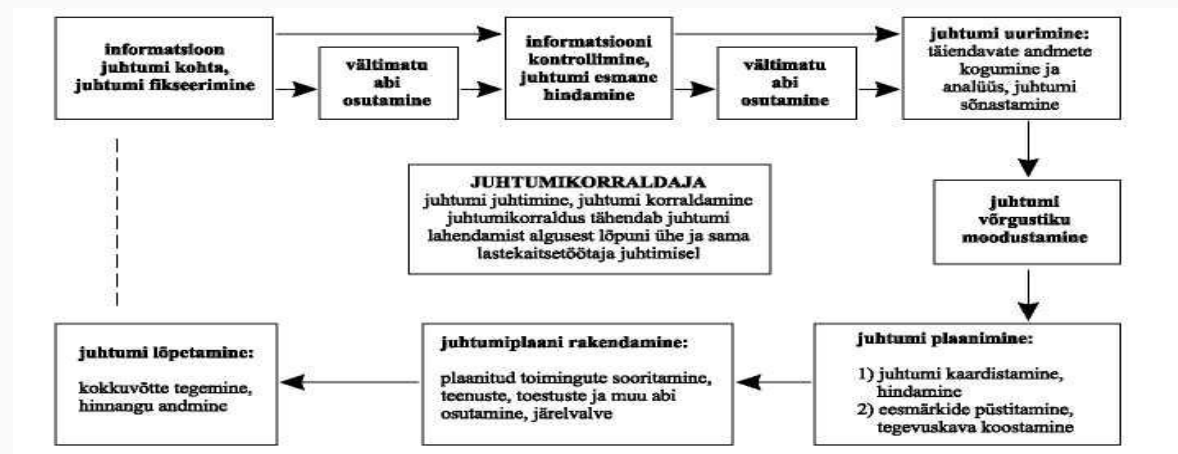 informatsioon
juhtumi kohta,
juhtumi fikseerimine
vältimatu
abi
osutamine
informatsiooni
kontrollimine,
juhtumi esmane
hindamine
vältimatu
abi
osutamine
juhtumi uurimine:
täiendavate andmete
kogumine ja
analüüs, juhtumi
sõnastamine
JUHTUMIKORRALDAJA
juhtumi juhtimine, juhtumi korraldamine
juhtumikorraldus tähendab juhtumi
lahendamist algusest lõpuni ühe ja sama
lastekaitsetöötaja juhtimisel
juhtumi
võrgustiku
moodustamine
juhtumi lõpetamine:
kokkuvõtte tegemine,
hinnangu andmine
juhtumiplaani rakendamine:
plaanitud toimingute sooritamine,
teenuste, toestuste ja muu abi
osutamine, järelvalve
juhtumi plaanimine:
1) juhtumi kaardistamine,
hindamine
2) eesmärkide püstitamine,
tegevuskava koostamine